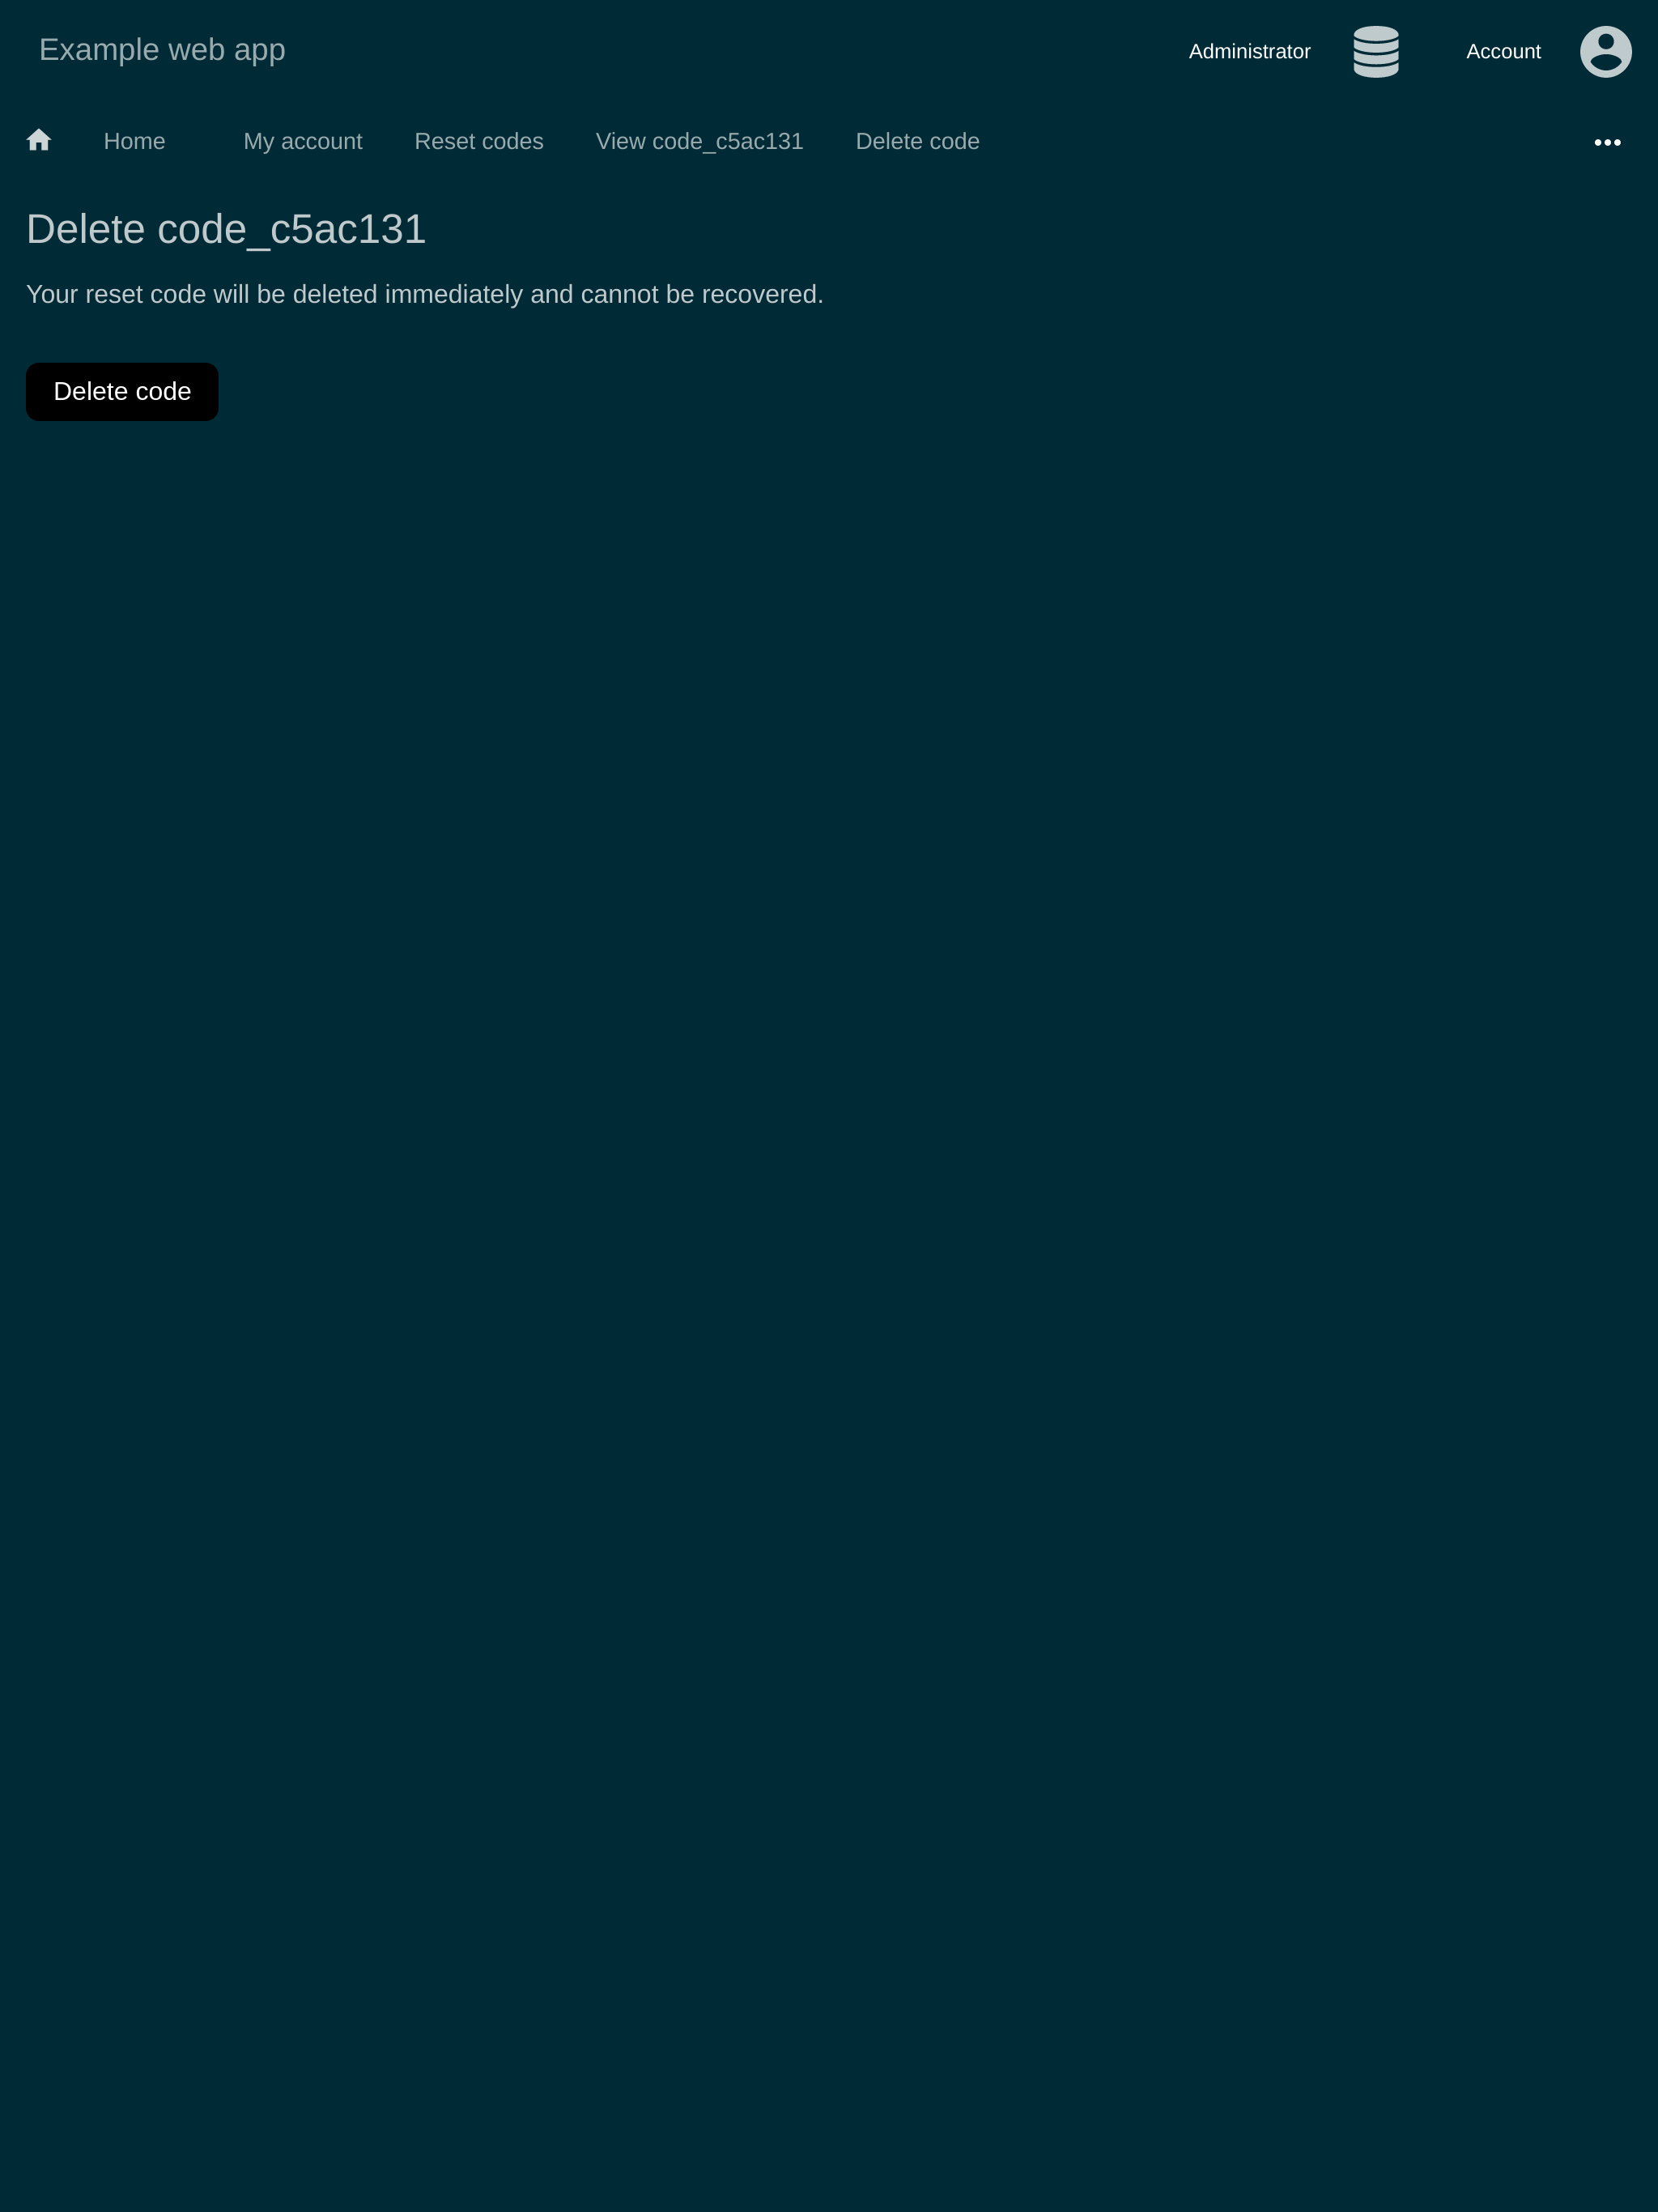 Example web app
Administrator
Account
Home
My account
Reset codes
View code_c5ac131
Delete code
Delete code_c5ac131
Your reset code will be deleted immediately and cannot be recovered.
Delete code